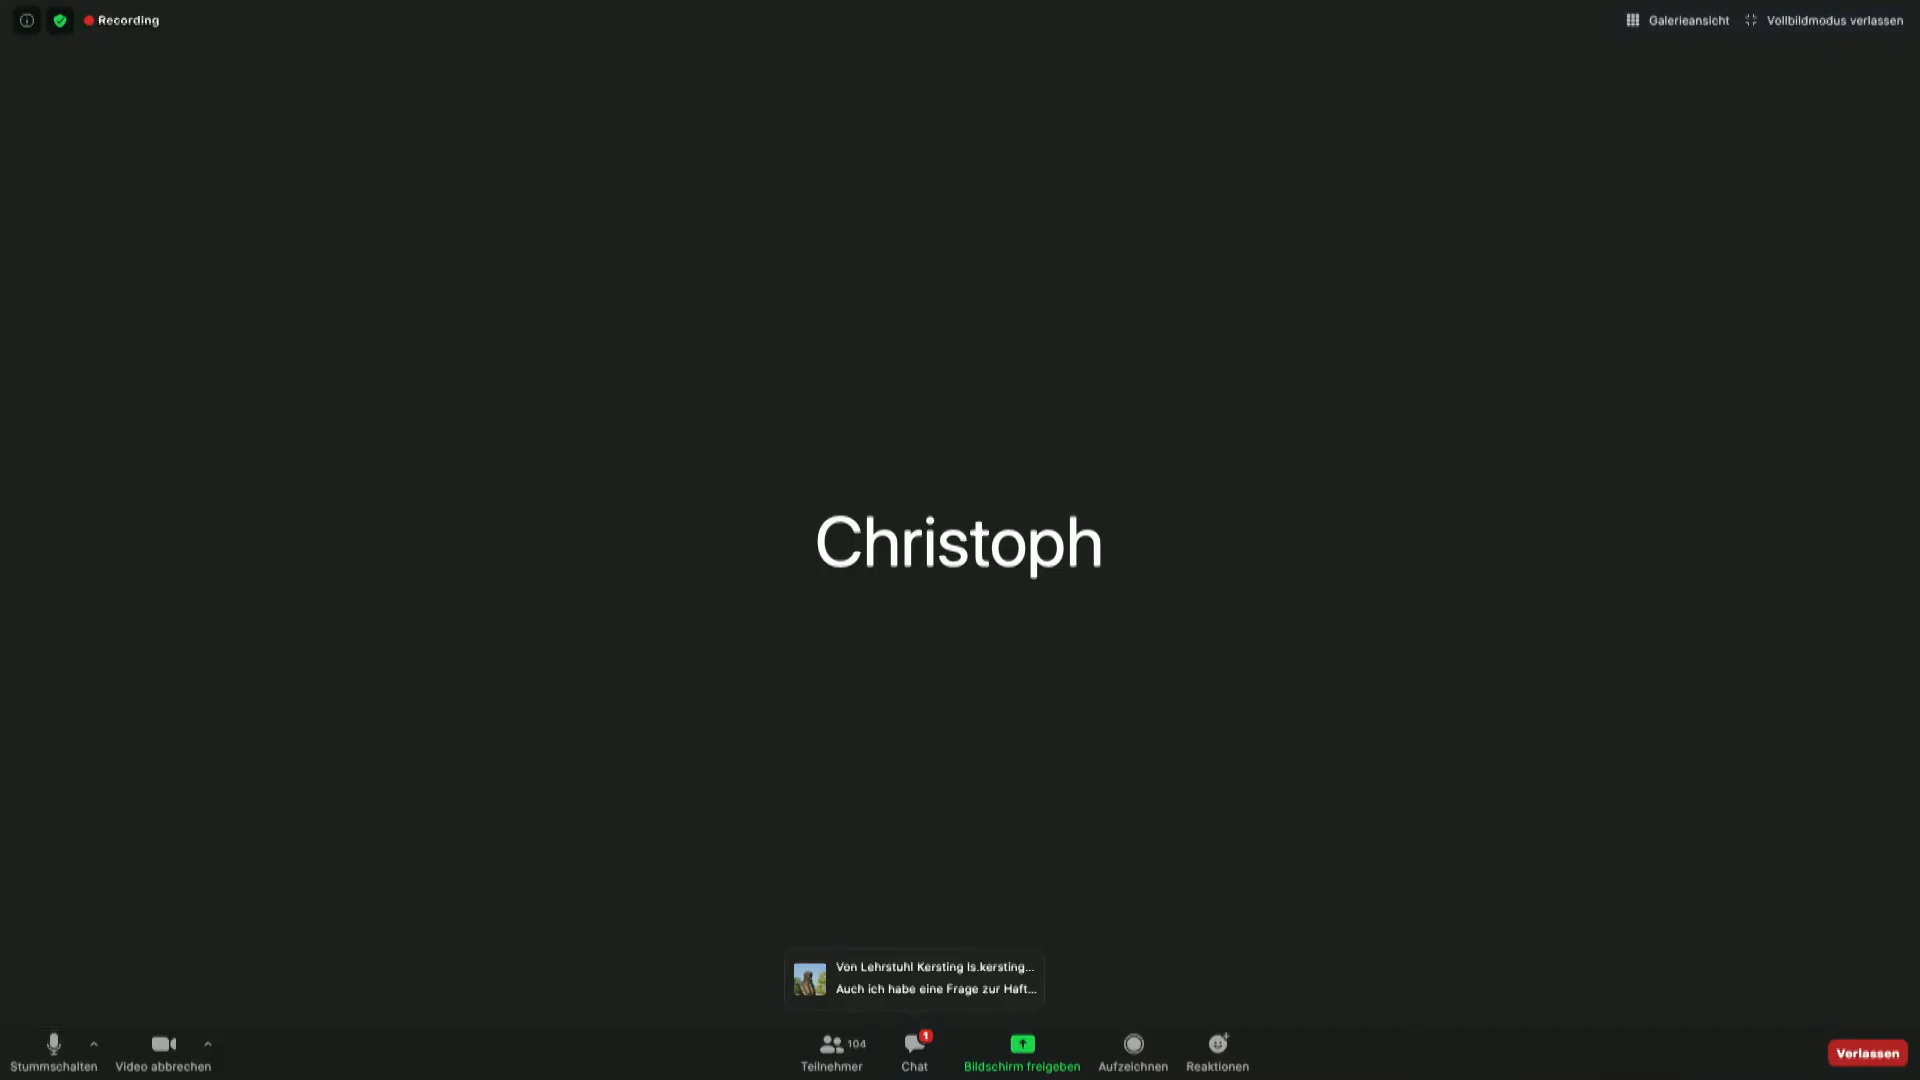 Recording
Galerieansicht
Vollbildmodus verlassen
Christoph
Von Lehrstuhl Kersting ls.kersting...
Auch ich habe eine Frage zur Haft...
104
1
Stummschalten
Video abbrechen
Teilnehmer
Chat
Bildschirm freigeben
Aufzeichnen
Reaktionen
Verlassen